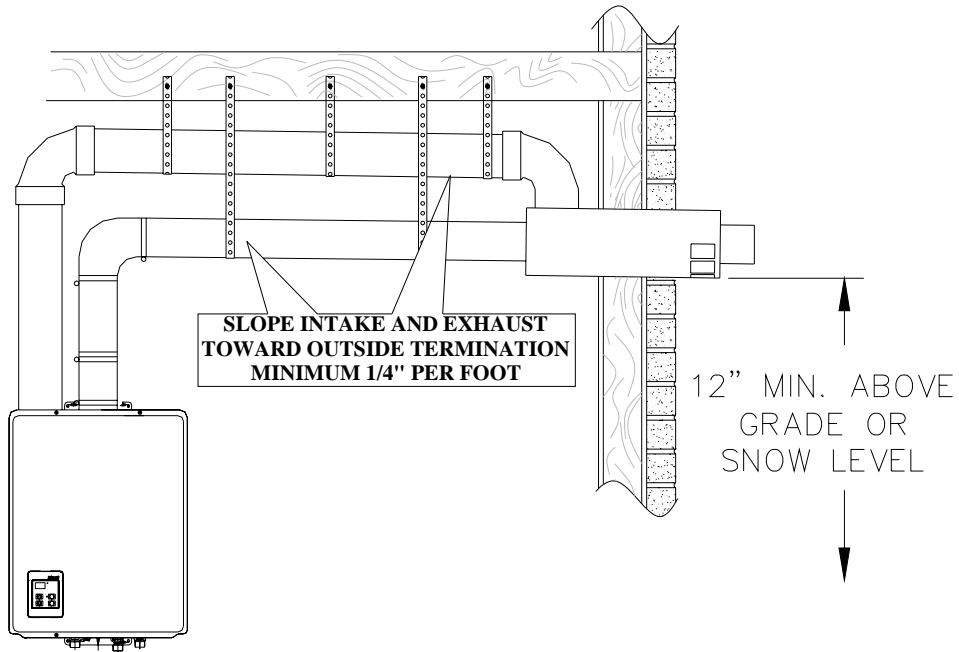 SLOPE INTAKE AND EXHAUST
TOWARD OUTSIDE TERMINATION
MINIMUM 1/4" PER FOOT
12” MIN. ABOVE
GRADE OR
SNOW LEVEL